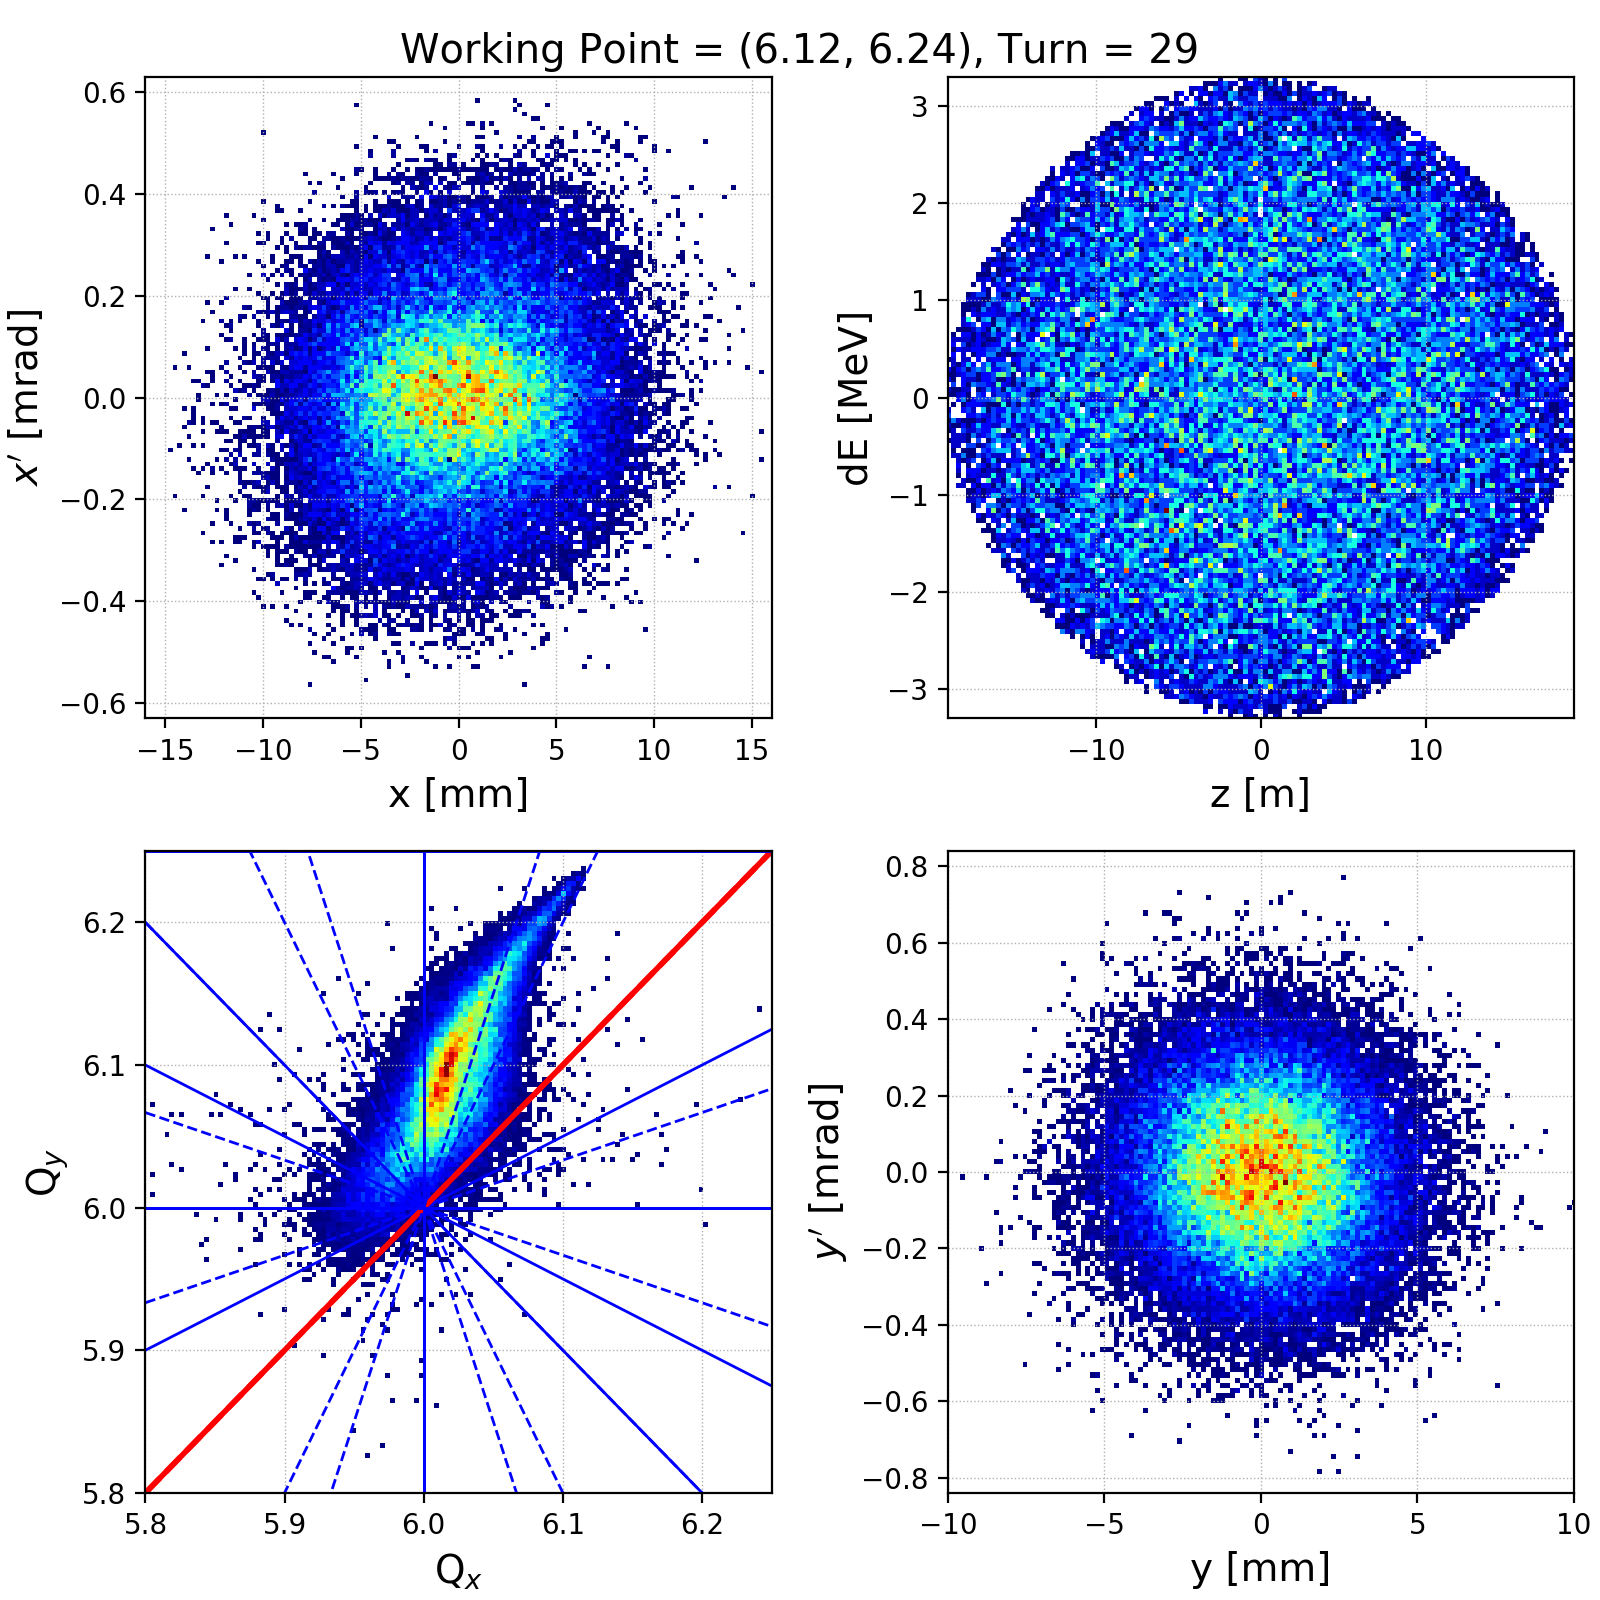 Working Point = (6.12, 6.24), Turn = 29
0.6
0.4
0.2
0.0
−0.2
−0.4
−0.6
x′ [mrad]
−15 −10 −5 0 5 10 15
x [mm]
3
2
1
0
−1
−2
−3
dE [MeV]
−10 0 10
z [m]
6.2
6.1
6.0
5.9
5.8
Qy
5.8 5.9 6.0 6.1 6.2
Qx
0.8
0.6
0.4
0.2
0.0
−0.2
−0.4
−0.6
−0.8
y′ [mrad]
−10 −5 0 5 10
y [mm]